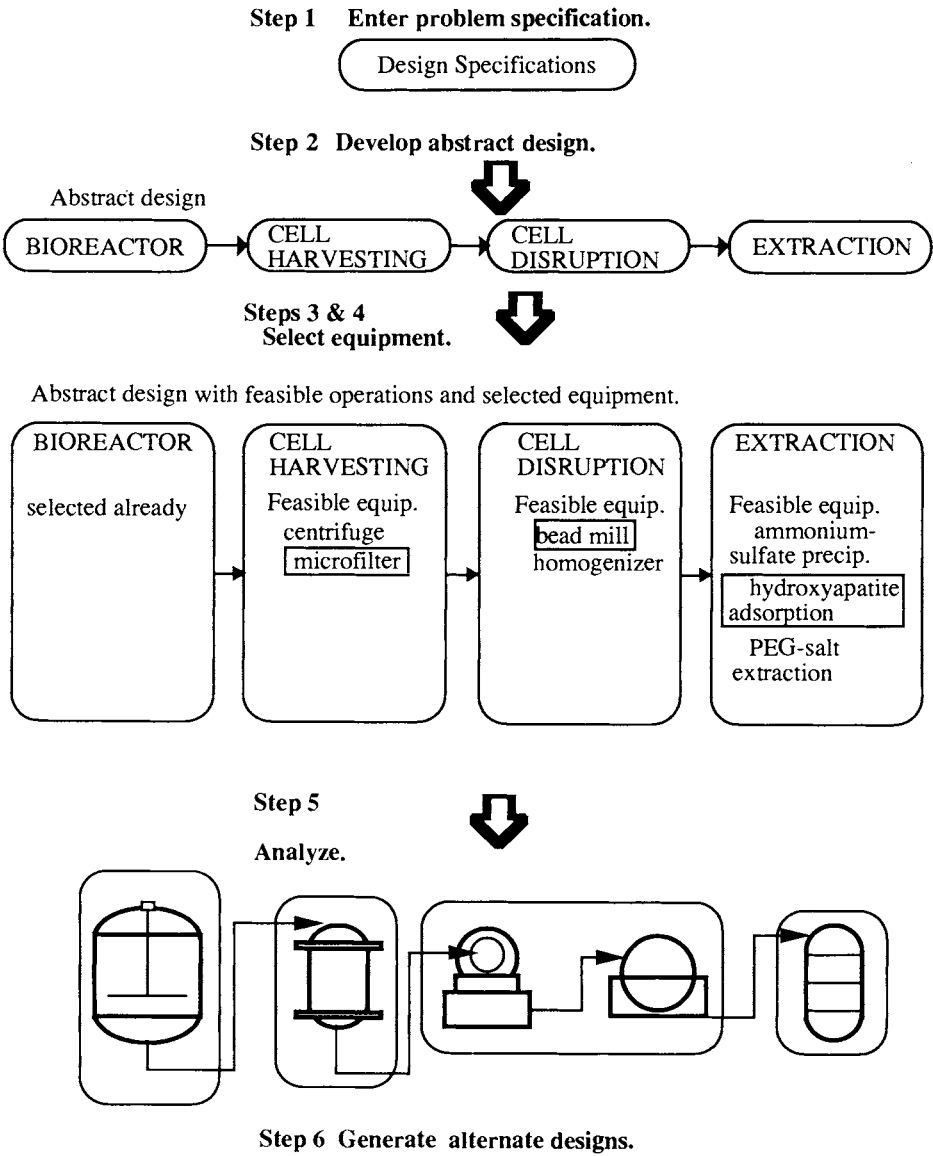 Step 1 Enter problem specification.
Design Specifications
Step 2 Develop abstract design.
Abstract design
BIOREACTOR
CELL
HARVESTING
CELL
DISRUPTION
EXTRACTION
Steps 3 & 4
Select equipment.
Abstract design with feasible operations and selected equipment.
BIOREACTOR
selected already
CELL
HARVESTING
Feasible equip.
centrifuge
microfilter
CELL
DISRUPTION
Feasible equip.
bead mill
homogenizer
EXTRACTION
Feasible equip.
ammonium-
sulfate precip.
hydroxyapatite
adsorption
PEG-salt
extraction
Step 5
Analyze.
Step 6 Generate alternate designs.